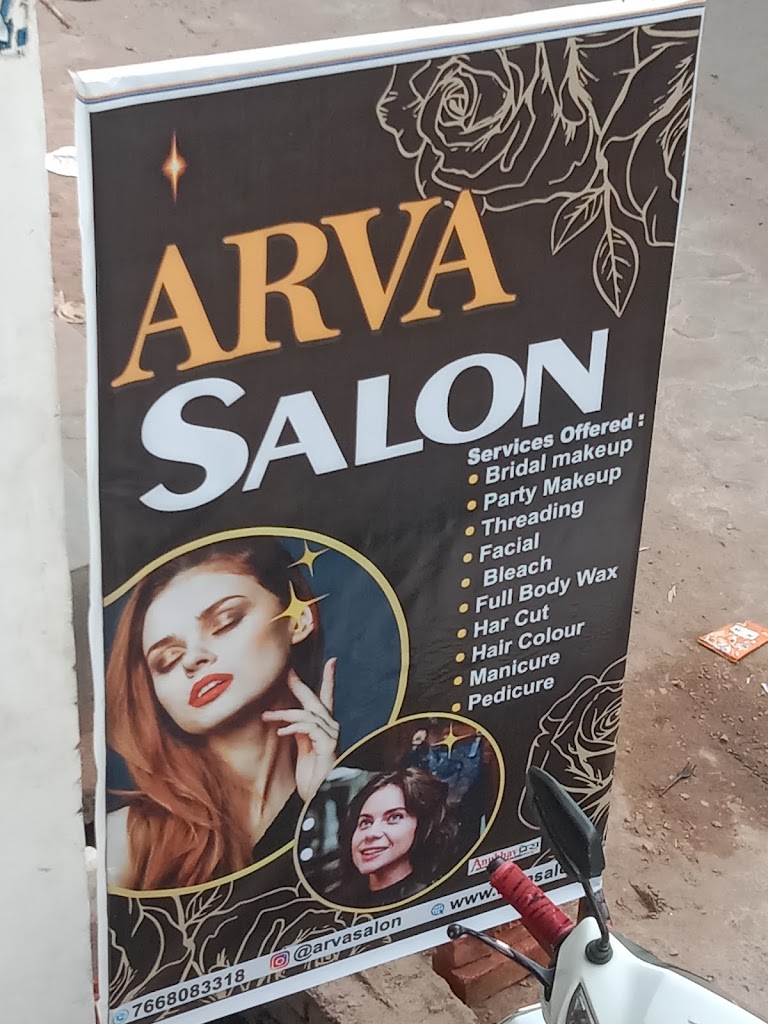 ARVA
SALON
Services Offered :
Bridal makeup
Party Makeup
Threading
Facial
Bleach
Full Body Wax
Har Cut
Hair Colour
Manicure
Pedicure
7668083318
@arvasalon